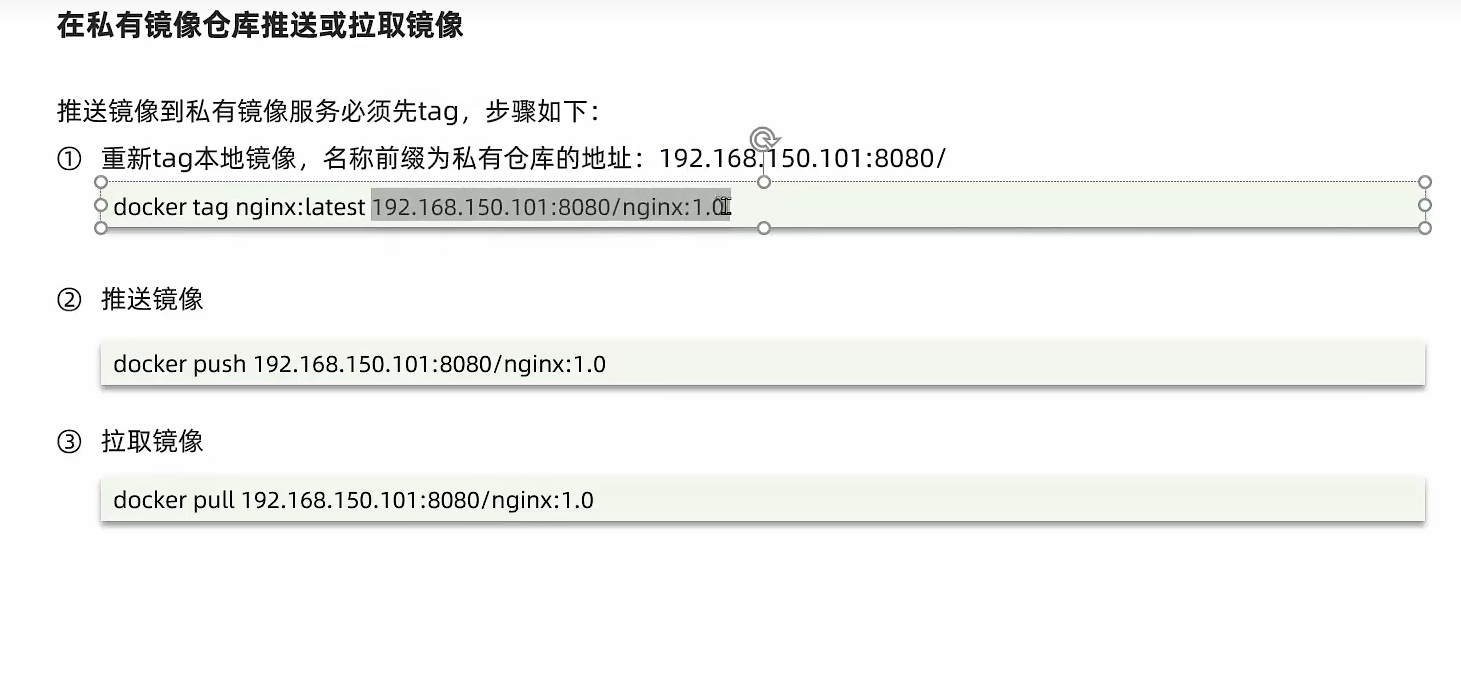 在私有镜像仓库推送或拉取镜像
推送镜像到私有镜像服务必须先tag，步骤如下：
① 重新tag本地镜像，名称前缀为私有仓库的地址：192.168.150.101:8080/
docker tag nginx:latest 192.168.150.101:8080/nginx:1.0
② 推送镜像
docker push 192.168.150.101:8080/nginx:1.0
③ 拉取镜像
docker pull 192.168.150.101:8080/nginx:1.0